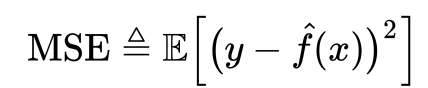 MSE ≜ 𝔼[(y − f̂(x))²]